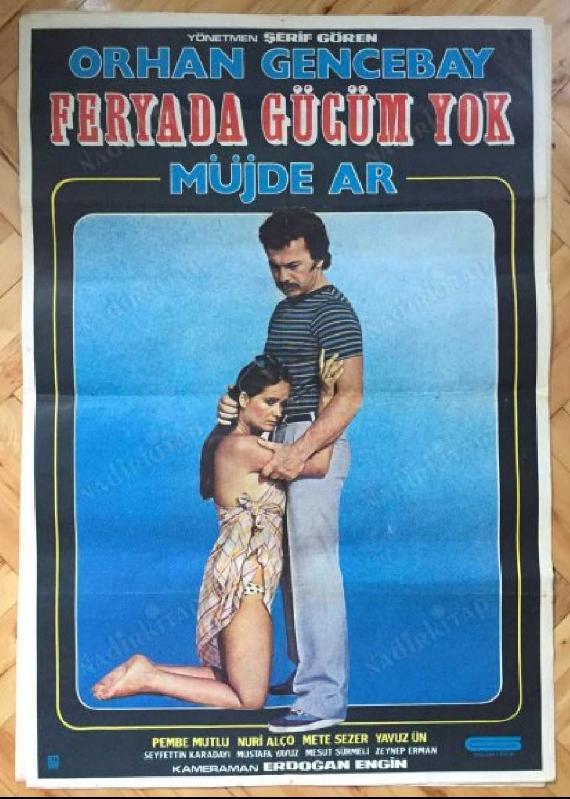 YÖNETMEN ŞERİF GÖREN
ORHAN GENCEBAY
FERYADA GÜCÜM YOK
MÜJDE AR
PEMBE MUTLU NURİ ALÇO METE SEZER YAVUZ ÜN
SEYFETTİN KARADAYI MUSTAFA YAVUZ MESUT SÜRMELİ ZEYNEP ERMAN
KAMERAMAN ERDOĞAN ENGİN
NadirKitap